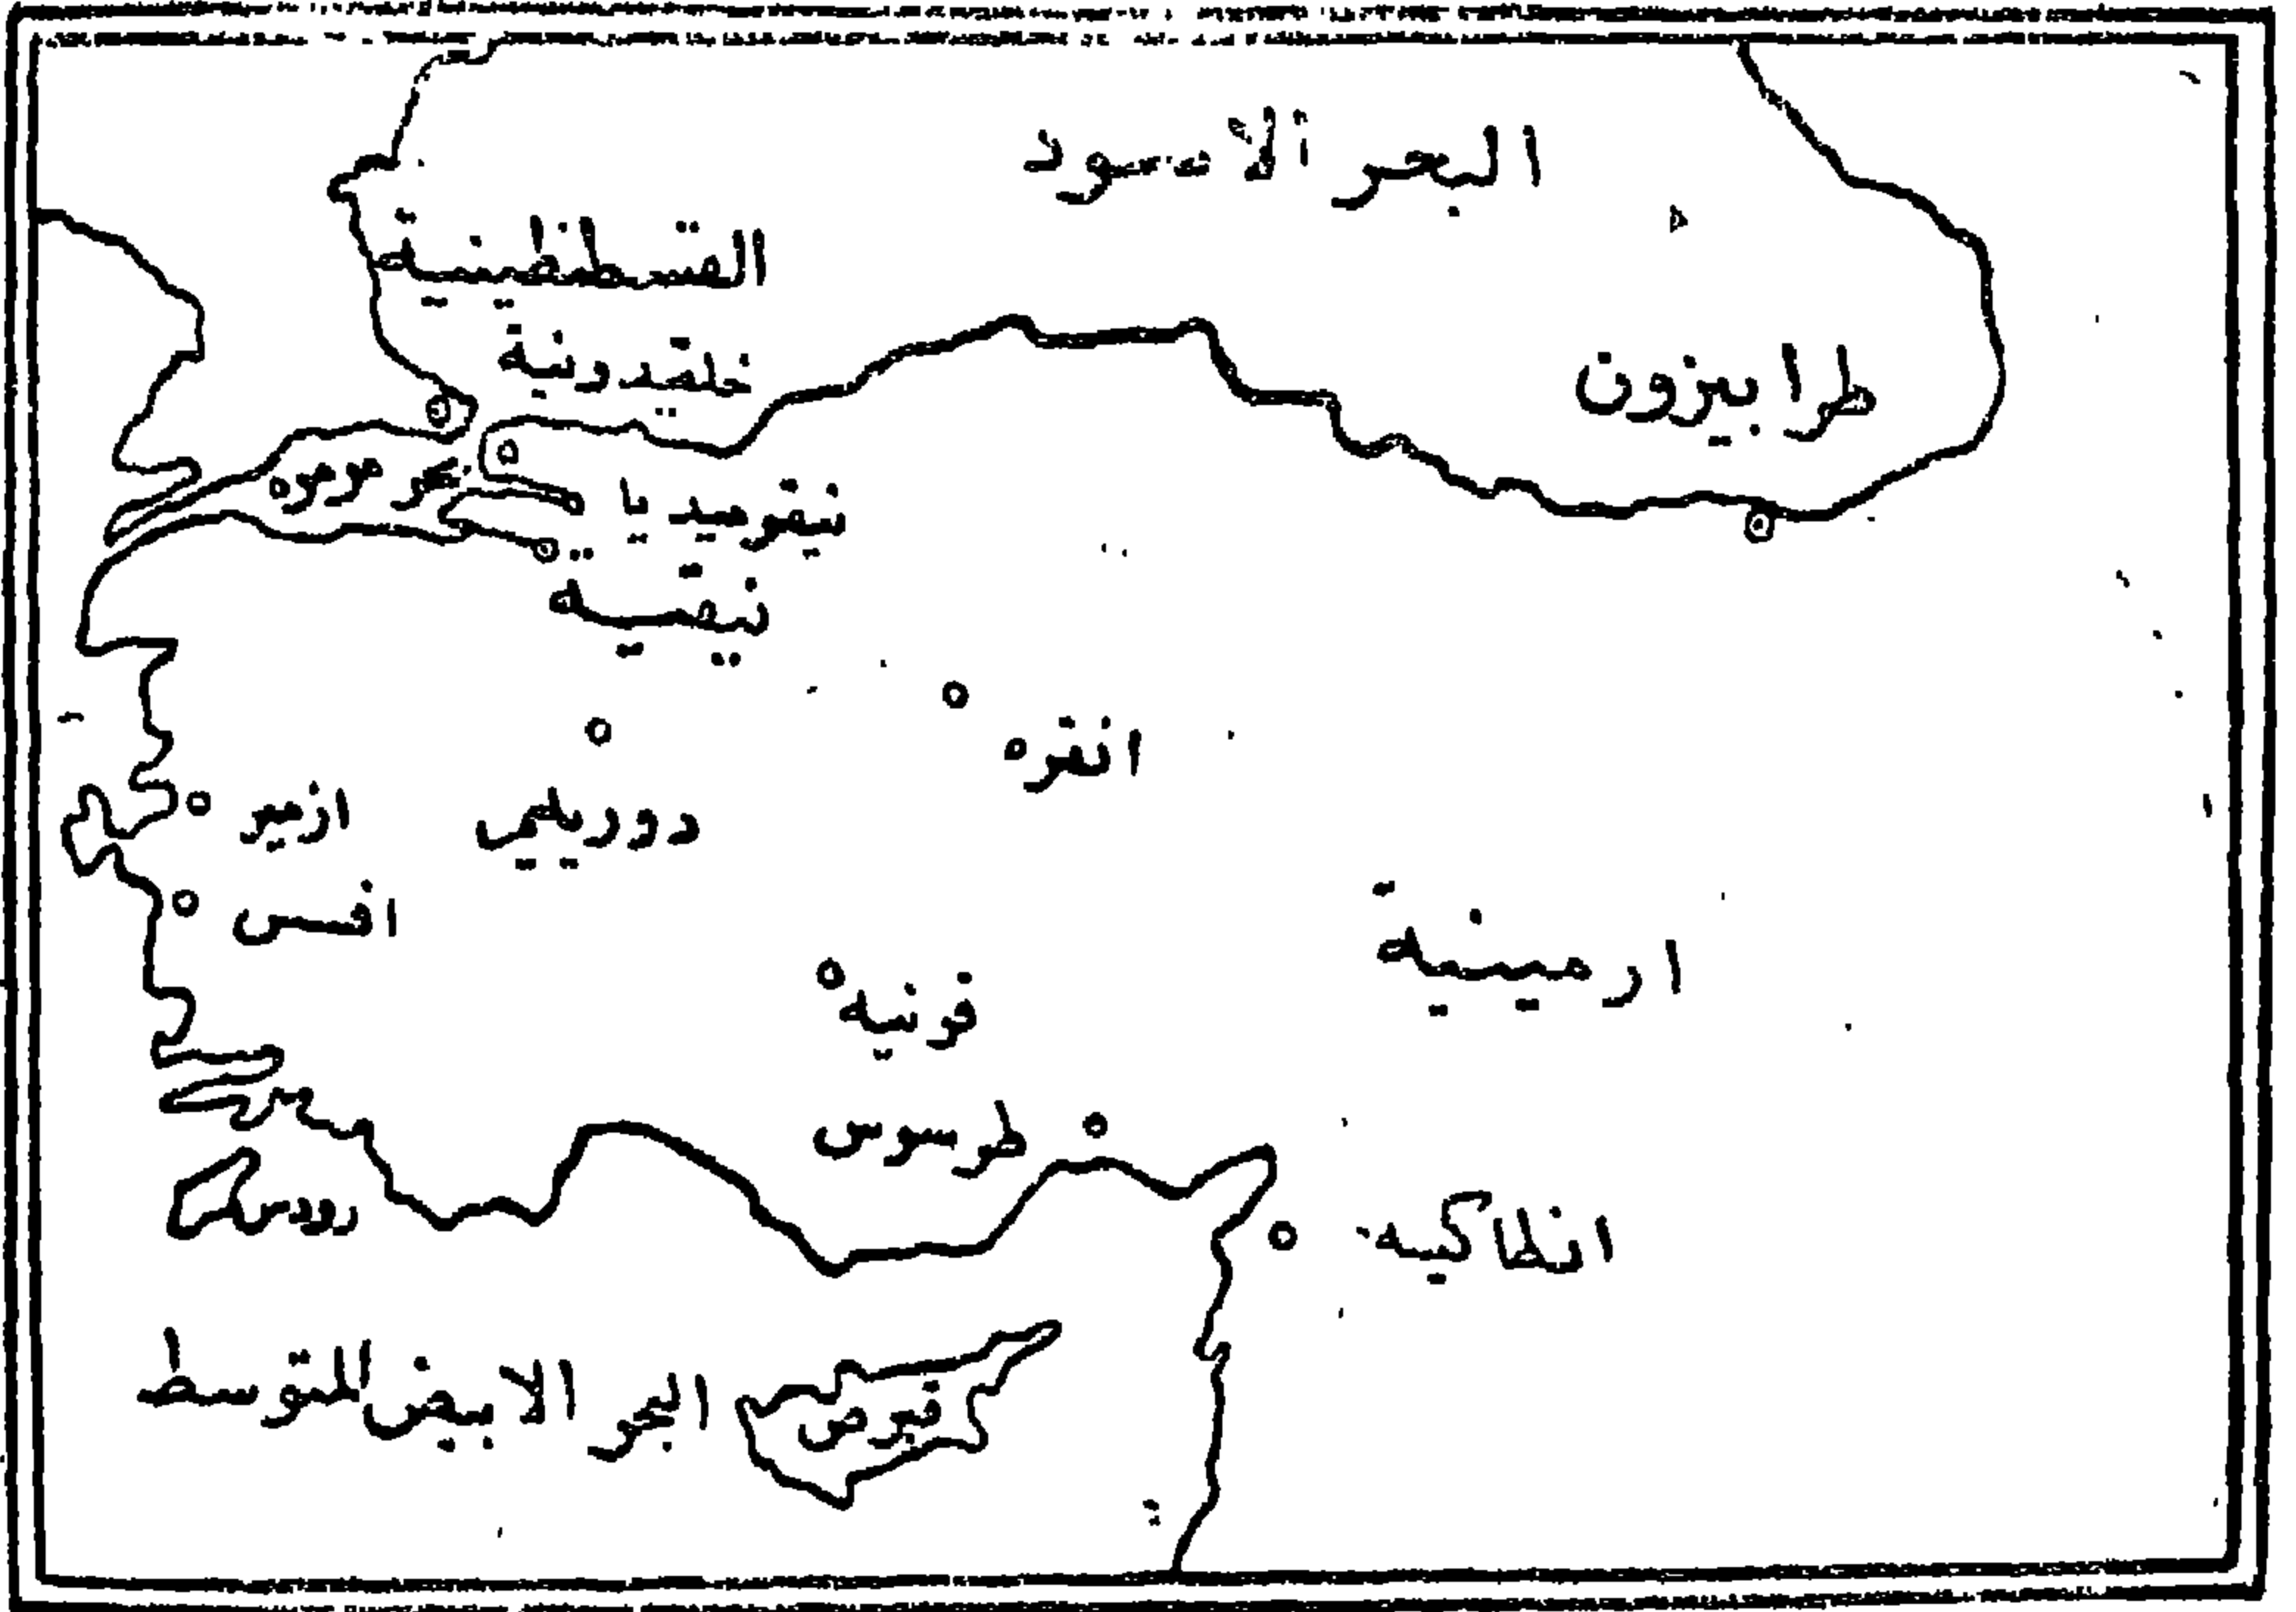 البحر الاسود
القسطنطينية
خلقدونية
طرابيزون
بحر مرمره
نيقوميديا
نيقية
انقره
ازمير
دوريليم
افس
ارمينية
قونيه
طرسوس
رودس
انطاكيه
البحر الابيض المتوسط
قبرص